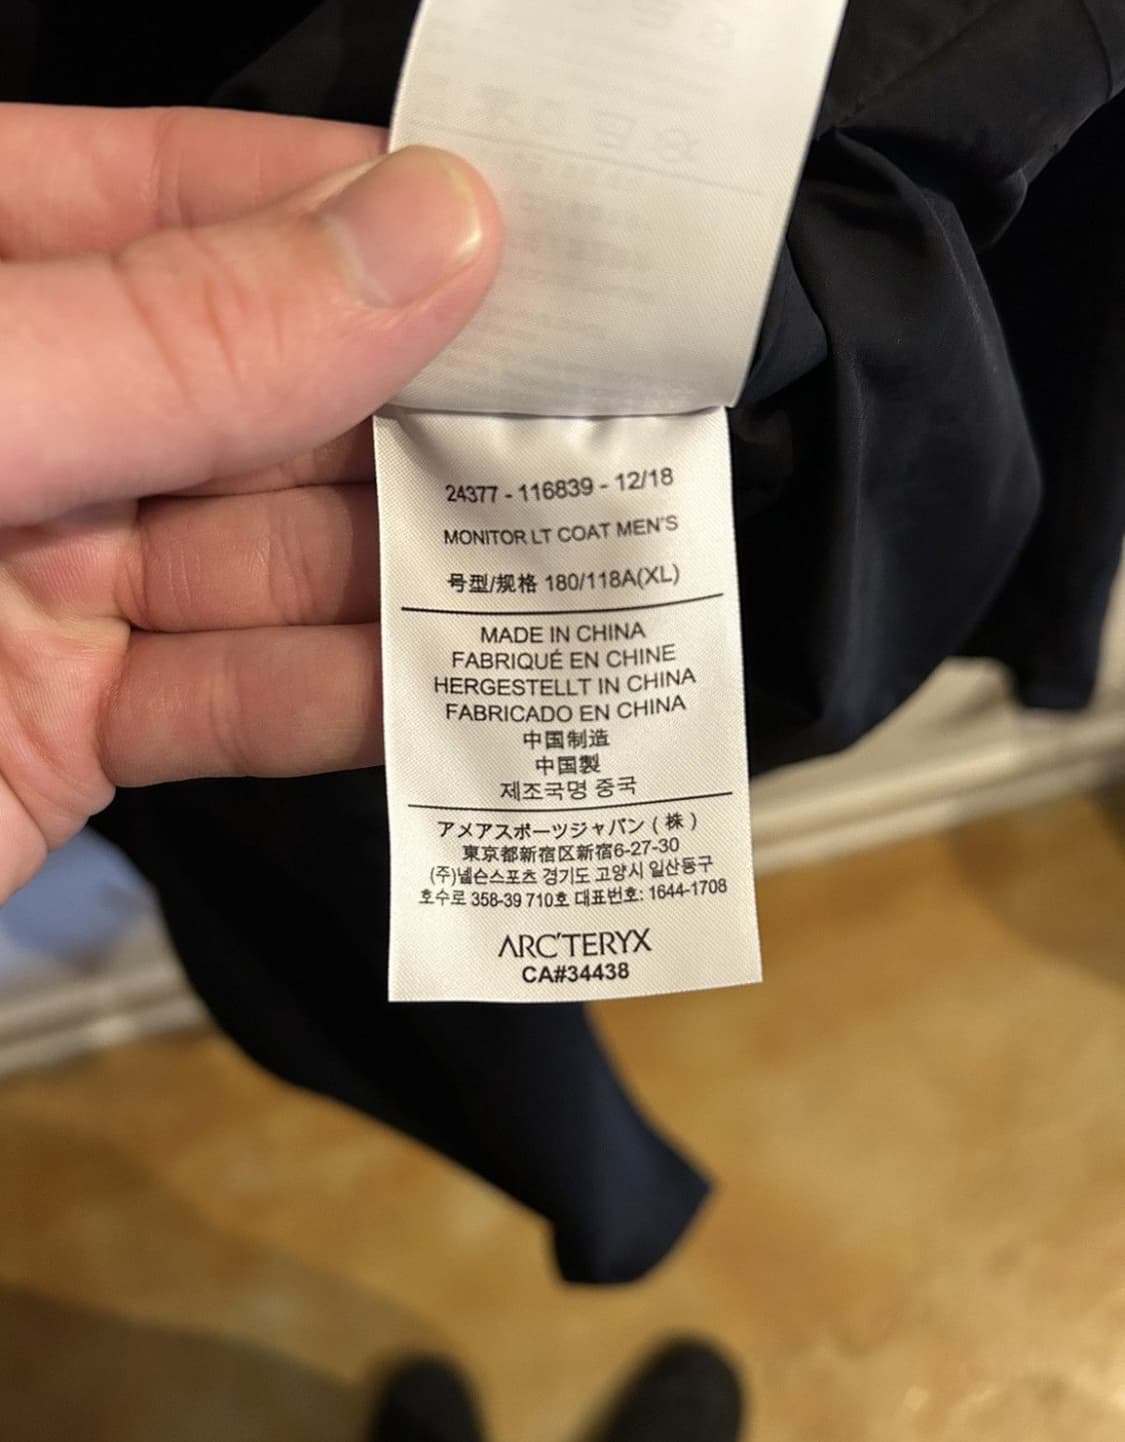 24377 - 116839 - 12/18
MONITOR LT COAT MEN'S
号型/规格 180/118A(XL)
MADE IN CHINA
FABRIQUÉ EN CHINE
HERGESTELLT IN CHINA
FABRICADO EN CHINA
中国制造
中国製
제조국명 중국
アメアスポーツジャパン(株)
東京都新宿区新宿6-27-30
(주)넬슨스포츠 경기도 고양시 일산동구
호수로 358-39 710호 대표번호: 1644-1708
ARC'TERYX
CA#34438